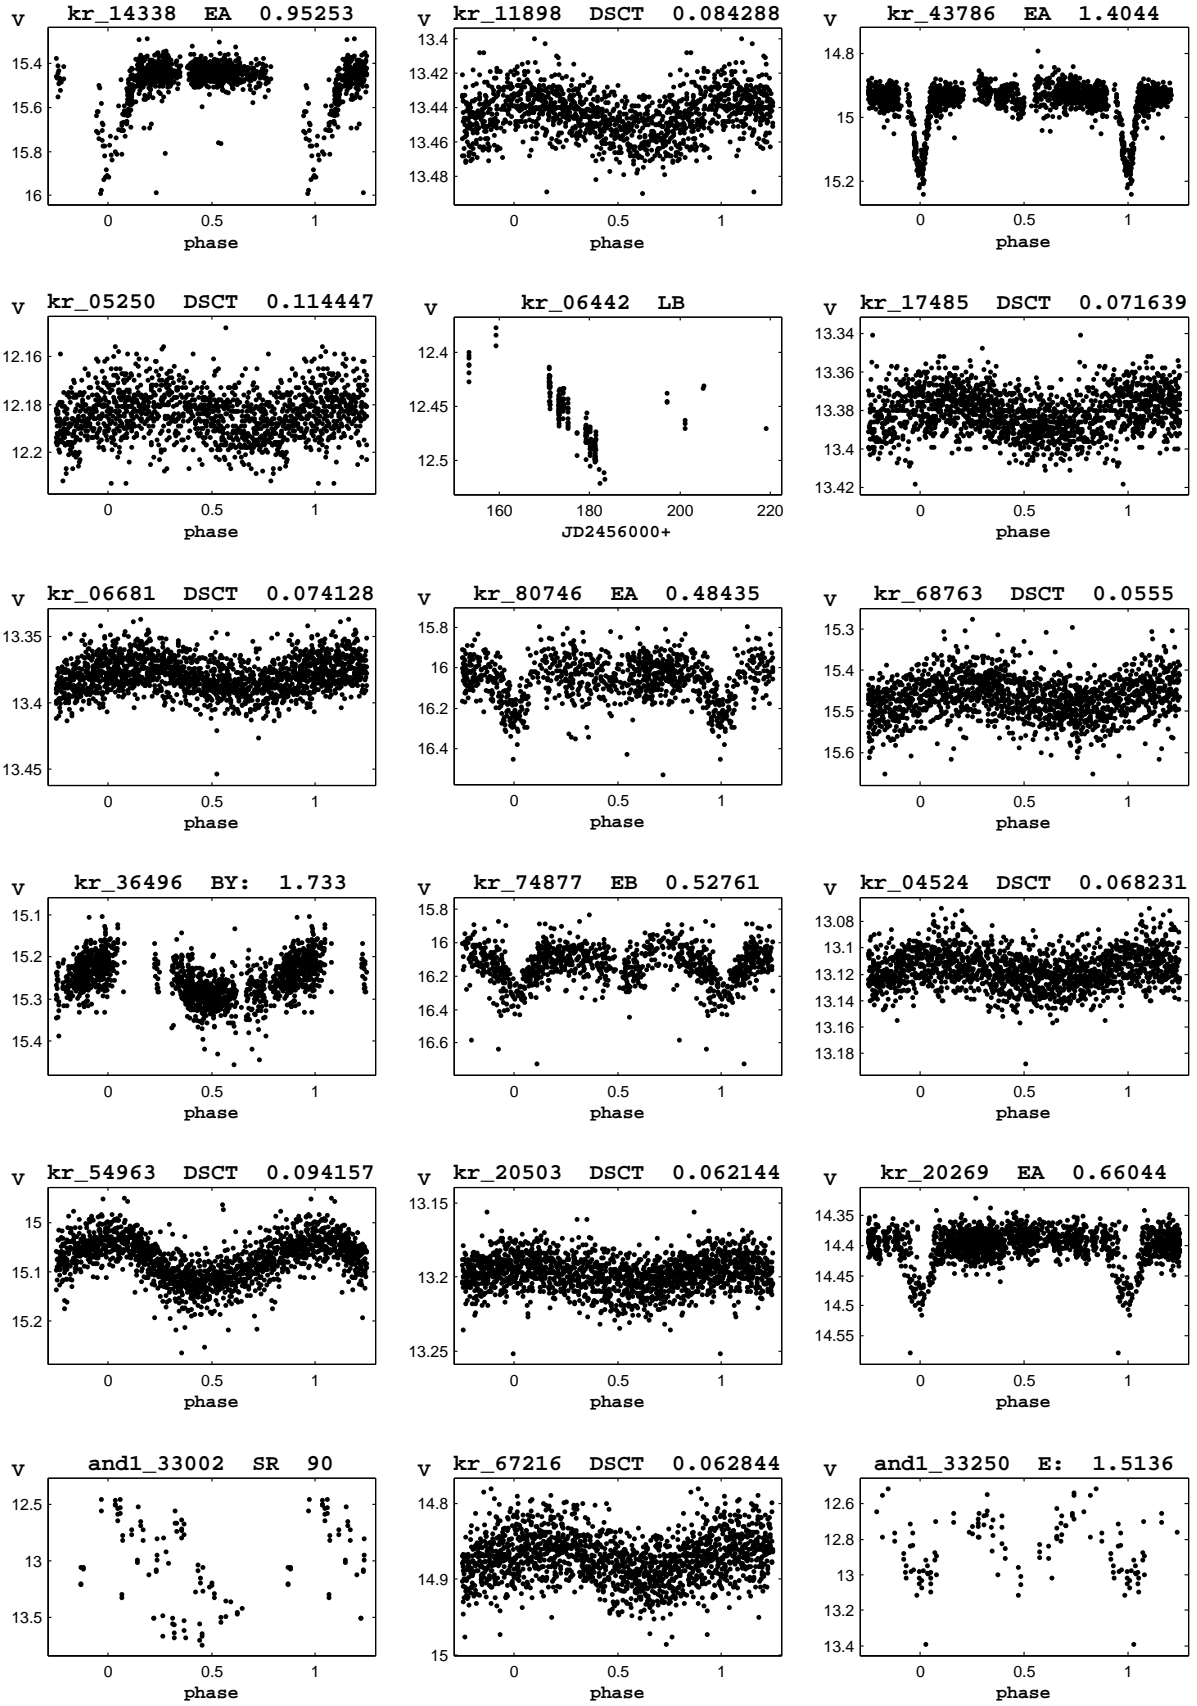 kr_14338 EA 0.95253
V
15.4
15.6
15.8
16
0 0.5 1
phase
kr_11898 DSCT 0.084288
V
13.4
13.42
13.44
13.46
13.48
0 0.5 1
phase
kr_43786 EA 1.4044
V
14.8
15
15.2
0 0.5 1
phase
kr_05250 DSCT 0.114447
V
12.16
12.18
12.2
0 0.5 1
phase
kr_06442 LB
V
12.4
12.45
12.5
160 180 200 220
JD2456000+
kr_17485 DSCT 0.071639
V
13.34
13.36
13.38
13.4
13.42
0 0.5 1
phase
kr_06681 DSCT 0.074128
V
13.35
13.4
13.45
0 0.5 1
phase
kr_80746 EA 0.48435
V
15.8
16
16.2
16.4
0 0.5 1
phase
kr_68763 DSCT 0.0555
V
15.3
15.4
15.5
15.6
0 0.5 1
phase
kr_36496 BY: 1.733
V
15.1
15.2
15.3
15.4
0 0.5 1
phase
kr_74877 EB 0.52761
V
15.8
16
16.2
16.4
16.6
0 0.5 1
phase
kr_04524 DSCT 0.068231
V
13.08
13.1
13.12
13.14
13.16
13.18
0 0.5 1
phase
kr_54963 DSCT 0.094157
V
15
15.1
15.2
0 0.5 1
phase
kr_20503 DSCT 0.062144
V
13.15
13.2
13.25
0 0.5 1
phase
kr_20269 EA 0.66044
V
14.35
14.4
14.45
14.5
14.55
0 0.5 1
phase
and1_33002 SR 90
V
12.5
13
13.5
0 0.5 1
phase
kr_67216 DSCT 0.062844
V
14.8
14.9
15
0 0.5 1
phase
and1_33250 E: 1.5136
V
12.6
12.8
13
13.2
13.4
0 0.5 1
phase